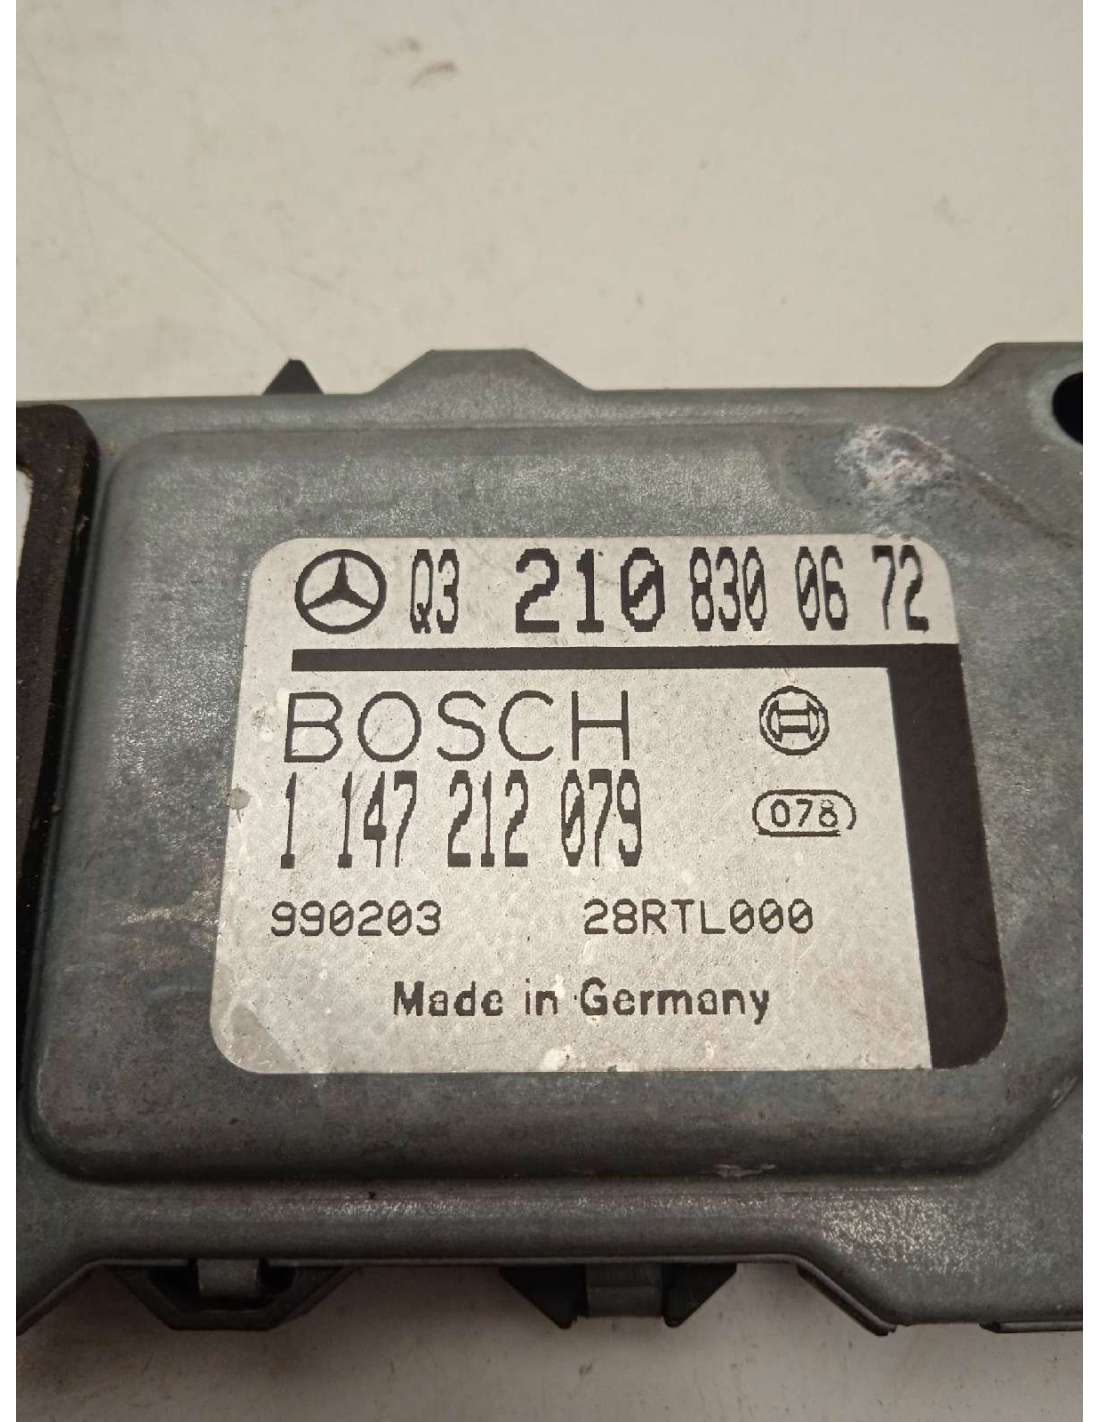 Q3 210 830 06 72
BOSCH
1 147 212 079
078
990203 28RTL000
Made in Germany